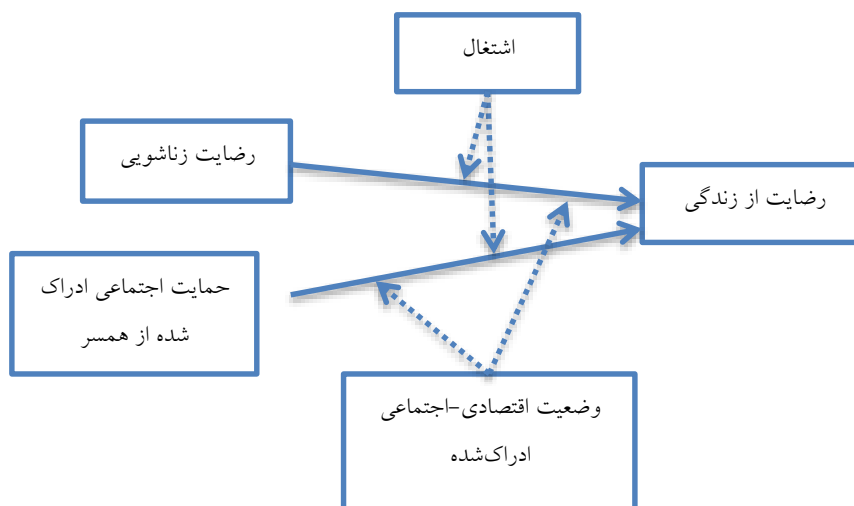 اشتغال
رضایت زناشویی
رضایت از زندگی
حمایت اجتماعی ادراک
شده از همسر
وضعیت اقتصادی-اجتماعی
ادراک‌شده